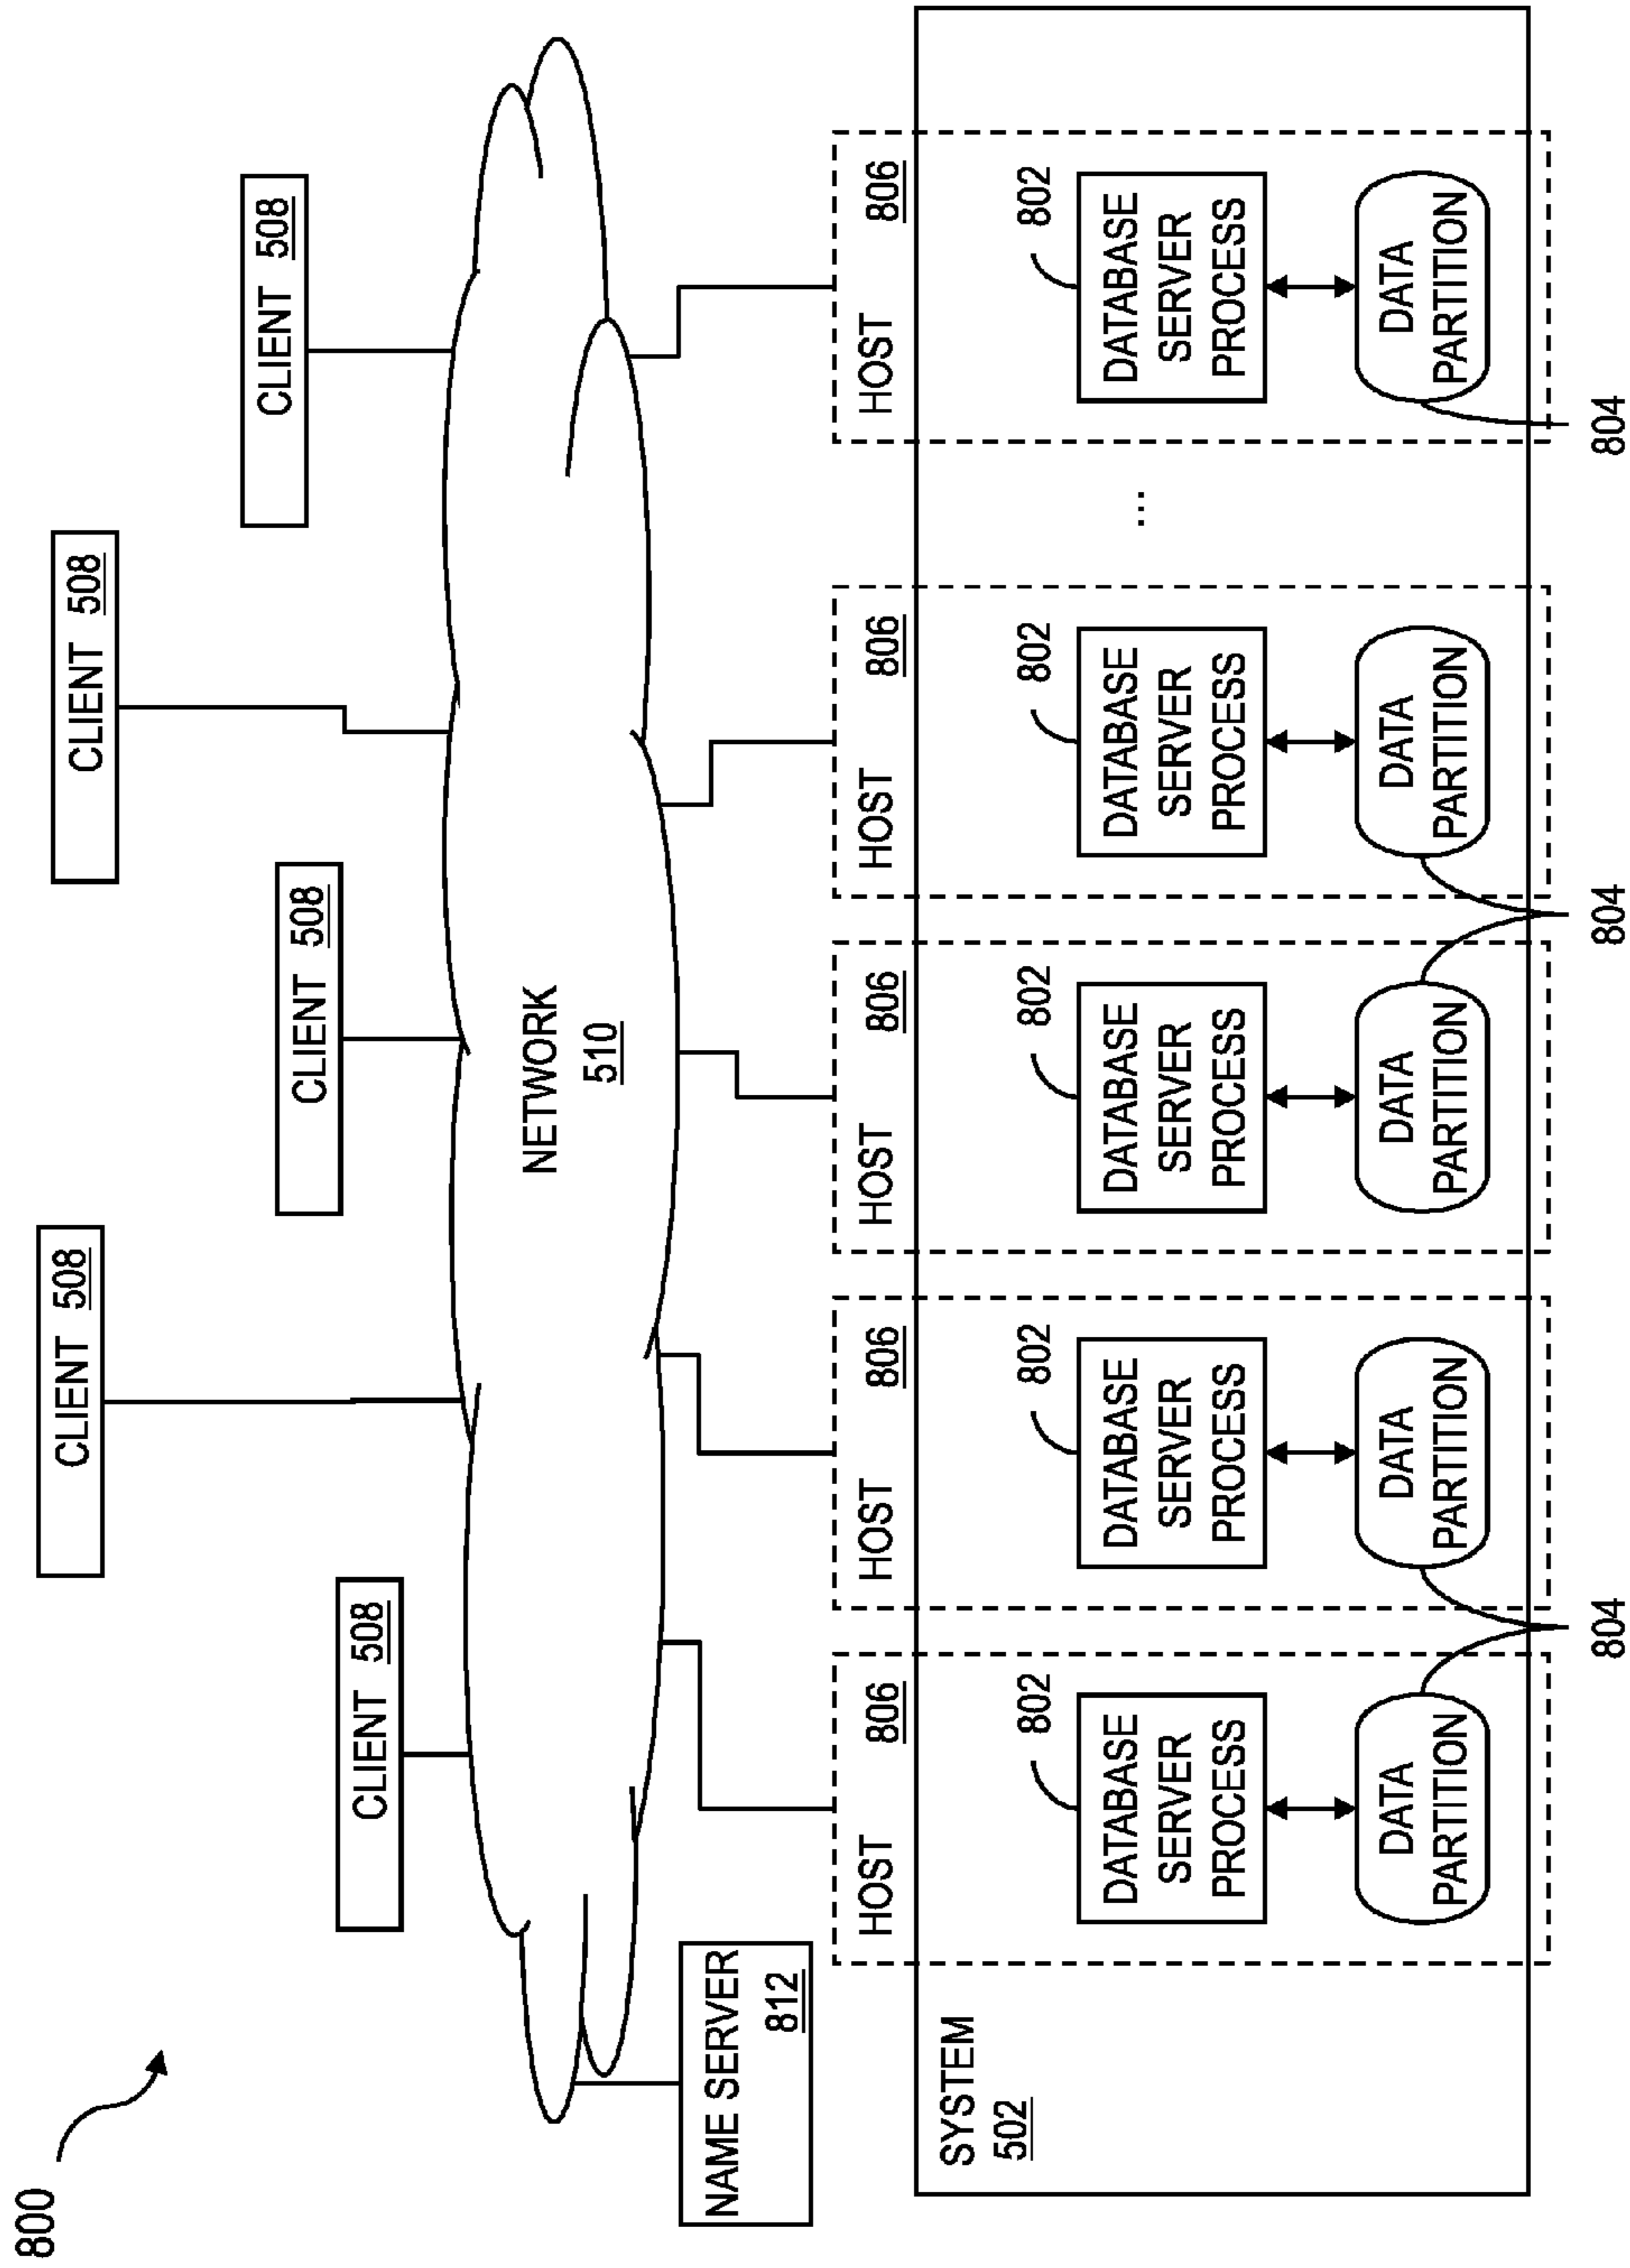 800
CLIENT 508
CLIENT 508
CLIENT 508
CLIENT 508
CLIENT 508
NETWORK
510
NAME SERVER
812
SYSTEM
502
HOST 806
802
DATABASE
SERVER
PROCESS
DATA
PARTITION
HOST 806
802
DATABASE
SERVER
PROCESS
DATA
PARTITION
804
HOST 806
802
DATABASE
SERVER
PROCESS
DATA
PARTITION
HOST 806
802
DATABASE
SERVER
PROCESS
DATA
PARTITION
804
...
HOST 806
802
DATABASE
SERVER
PROCESS
DATA
PARTITION
804